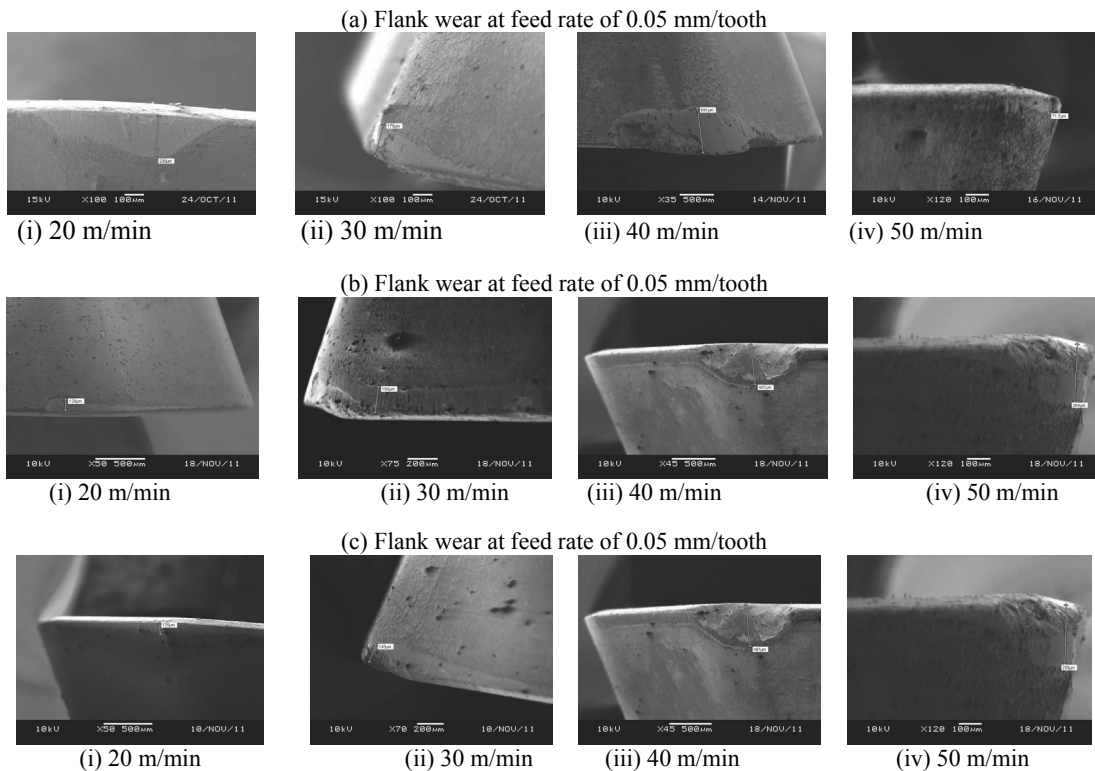 (a) Flank wear at feed rate of 0.05 mm/tooth
15kV X100 100µm 24/OCT/11
15kV X100 100µm 24/OCT/11
10kV X35 500µm 14/NOV/11
71.7µm
10kV X120 100µm 16/NOV/11
(i) 20 m/min
(ii) 30 m/min
(iii) 40 m/min
(iv) 50 m/min
(b) Flank wear at feed rate of 0.05 mm/tooth
10kV X50 500µm 18/NOV/11
10kV X75 200µm 18/NOV/11
10kV X45 500µm 18/NOV/11
10kV X120 100µm 18/NOV/11
(i) 20 m/min
(ii) 30 m/min
(iii) 40 m/min
(iv) 50 m/min
(c) Flank wear at feed rate of 0.05 mm/tooth
10kV X50 500µm 10/NOV/11
143µm
10kV X70 200µm 10/NOV/11
487µm
10kV X45 500µm 18/NOV/11
10kV X120 100µm 18/NOV/11
(i) 20 m/min
(ii) 30 m/min
(iii) 40 m/min
(iv) 50 m/min